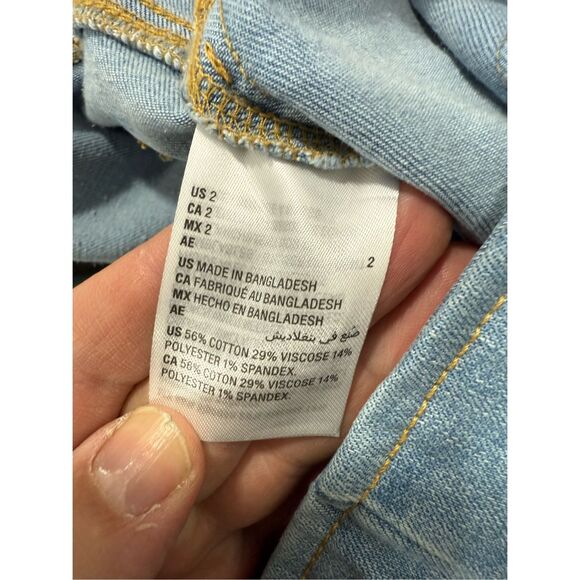 US 2
CA 2
MX 2
AE 2
US MADE IN BANGLADESH
CA FABRIQUÉ AU BANGLADESH
MX HECHO EN BANGLADESH
AE صنع في بنغلاديش
US 56% COTTON 29% VISCOSE 14%
POLYESTER 1% SPANDEX.
CA 56% COTON 29% VISCOSE 14%
POLYESTER 1% SPANDEX.